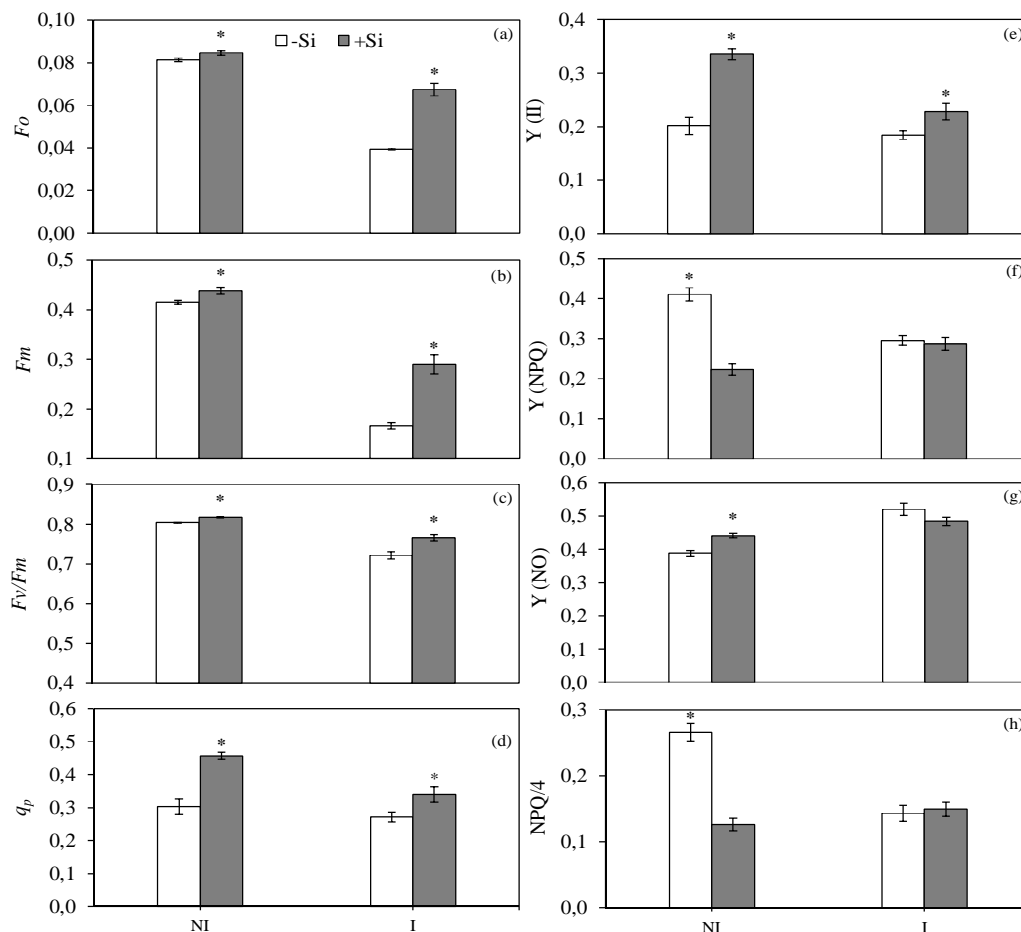 0,10
0,08
0,06
0,04
0,02
0,00
Fo
-Si
+Si
(a)
*
*
0,5
0,4
0,3
0,2
0,1
Fm
(b)
*
*
0,9
0,8
0,7
0,6
0,5
0,4
Fv/Fm
(c)
*
*
0,6
0,5
0,4
0,3
0,2
0,1
0,0
qp
(d)
*
*
NI
I
0,4
0,3
0,2
0,1
0,0
Y (II)
(e)
*
*
0,5
0,4
0,3
0,2
0,1
0,0
Y (NPQ)
(f)
*
0,6
0,5
0,4
0,3
0,2
0,1
0,0
Y (NO)
(g)
*
0,3
0,2
0,1
0,0
NPQ/4
(h)
*
NI
I